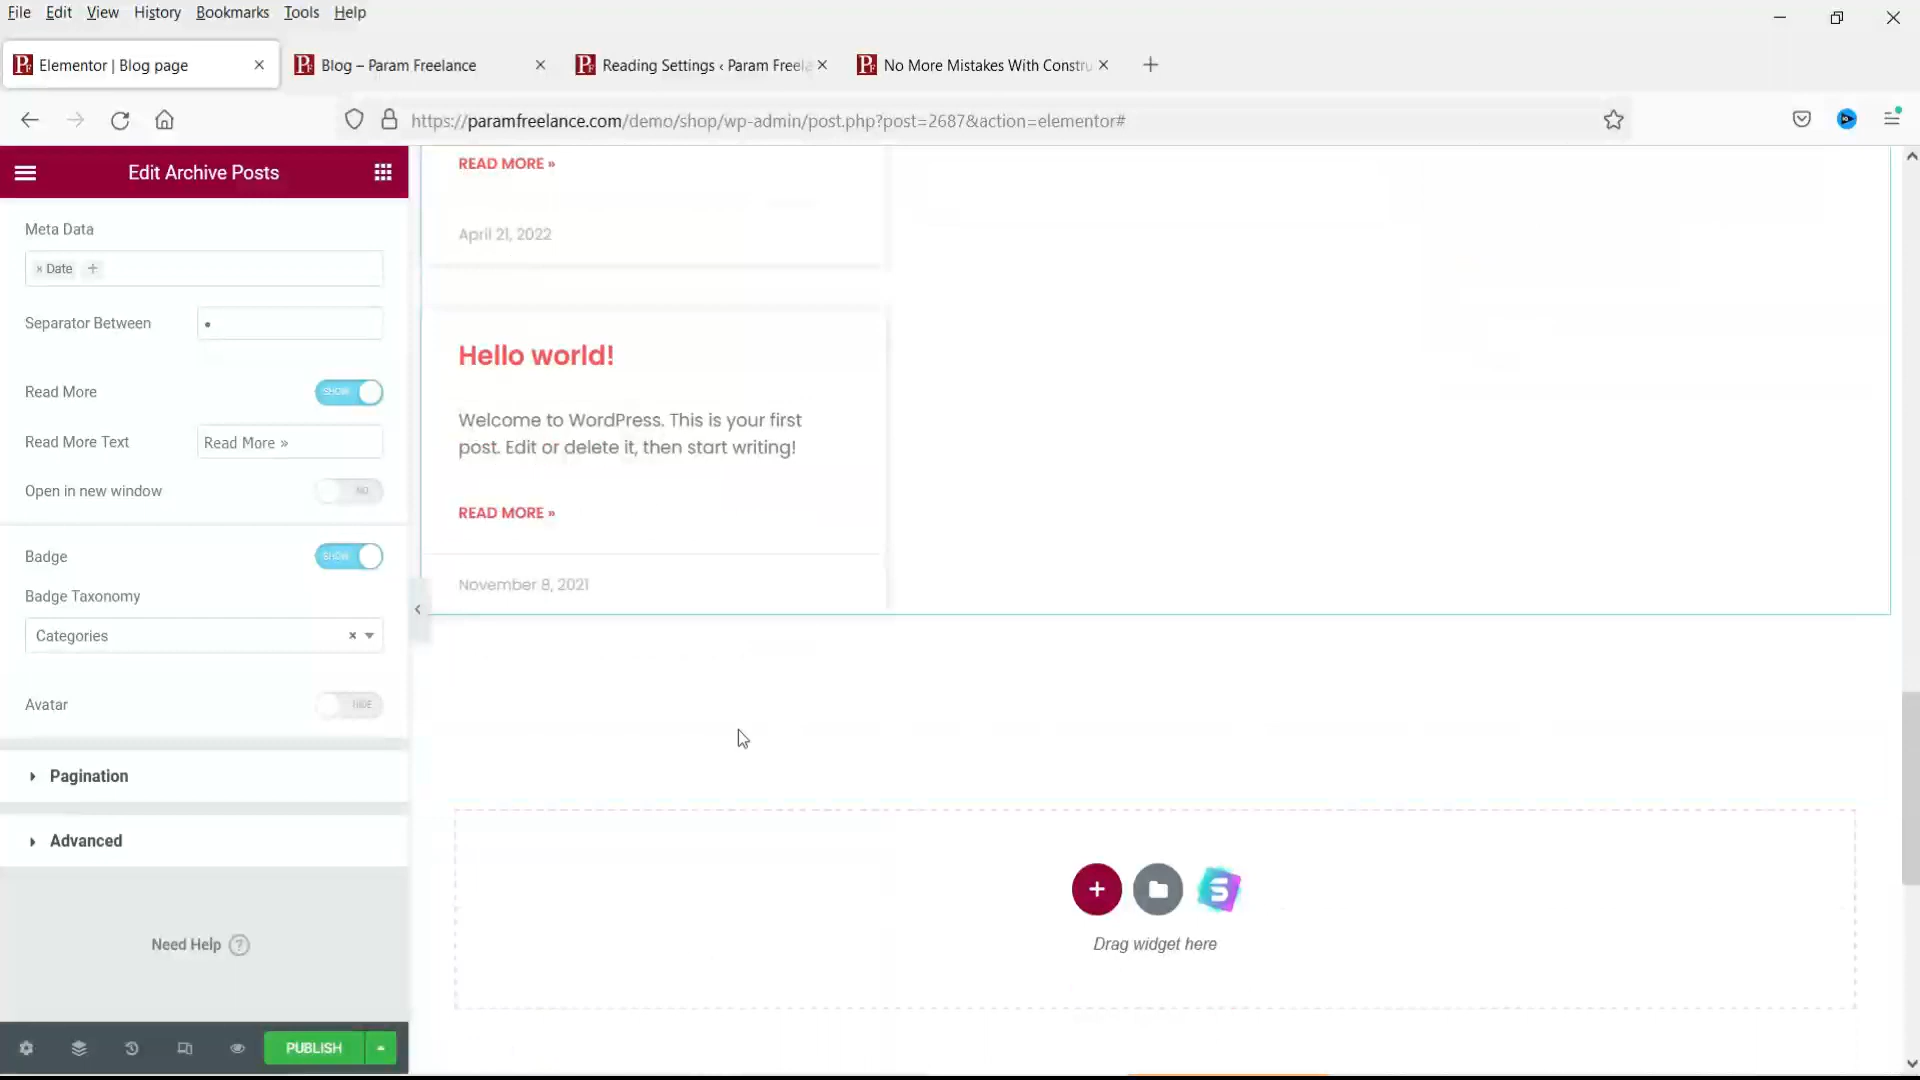 File Edit View History Bookmarks Tools Help
Elementor | Blog page × Blog – Param Freelance × Reading Settings ‹ Param Freela × No More Mistakes With Constru ×
https://paramfreelance.com/demo/shop/wp-admin/post.php?post=2687&action=elementor#
Edit Archive Posts
Meta Data
× Date +
Separator Between •
Read More SHOW
Read More Text Read More »
Open in new window NO
Badge SHOW
Badge Taxonomy
Categories ×
Avatar HIDE
Pagination
Advanced
Need Help ?
PUBLISH
READ MORE »
April 21, 2022
Hello world!
Welcome to WordPress. This is your first
post. Edit or delete it, then start writing!
READ MORE »
November 8, 2021
Drag widget here